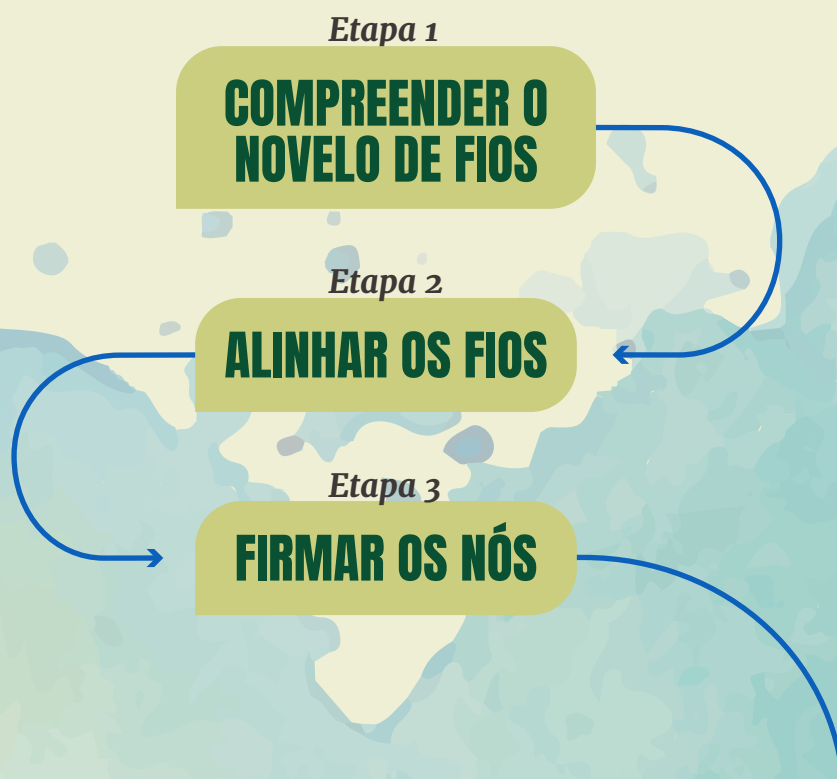 Etapa 1
COMPREENDER O
NOVELO DE FIOS
Etapa 2
ALINHAR OS FIOS
Etapa 3
FIRMAR OS NÓS